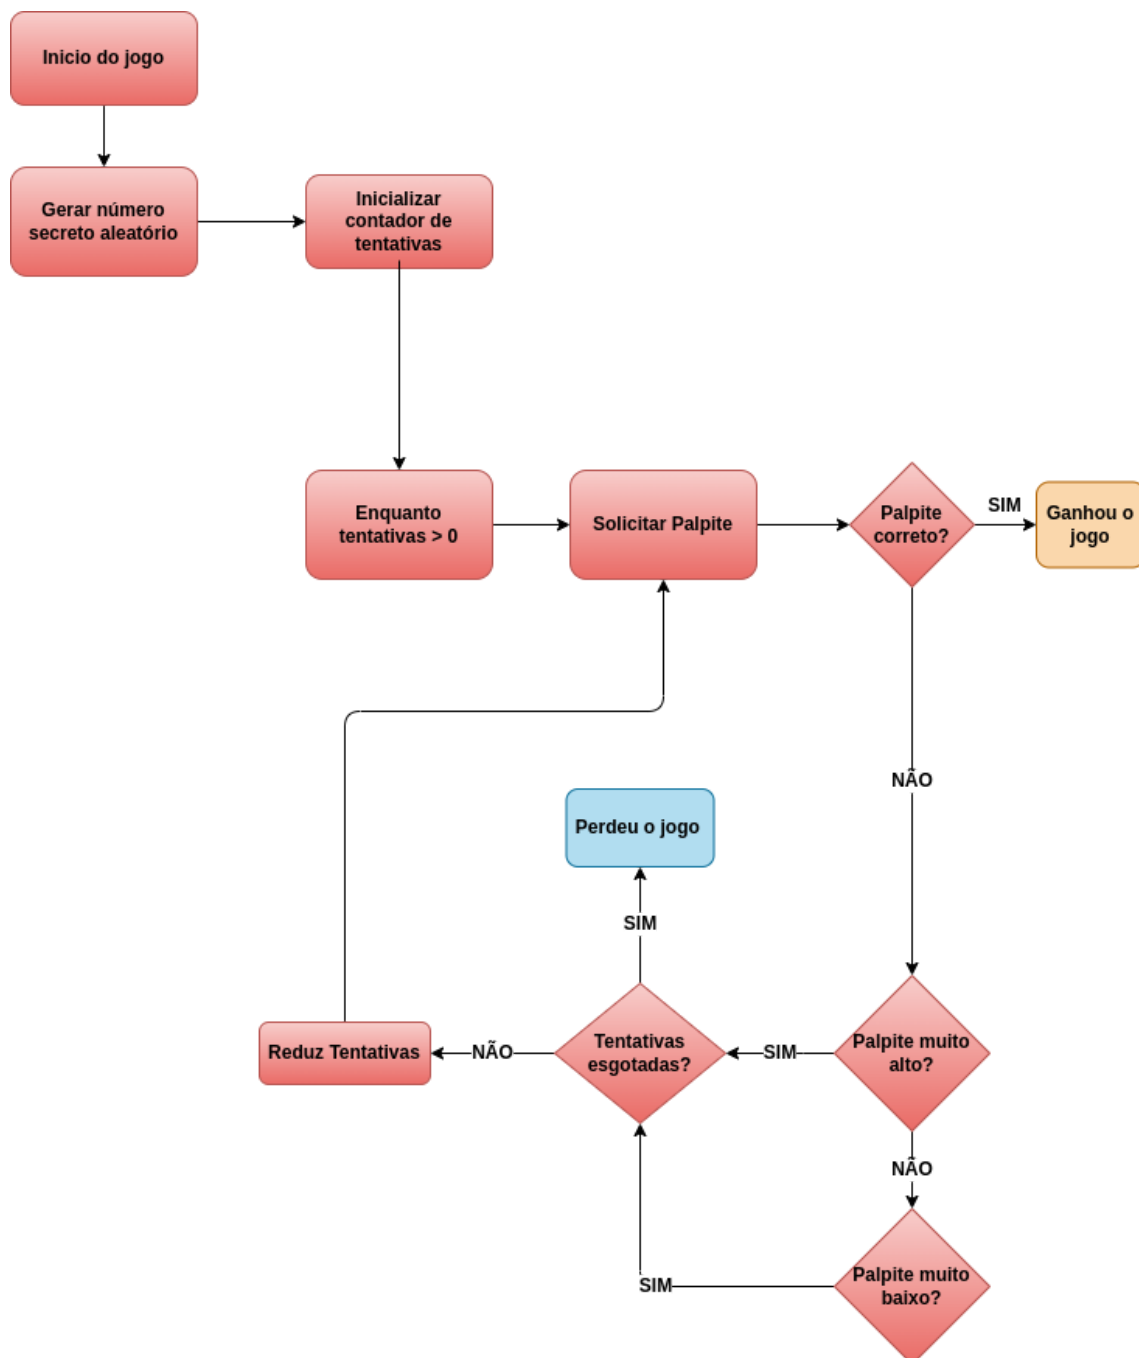 Inicio do jogo
Gerar número
secreto aleatório
Inicializar
contador de
tentativas
Enquanto
tentativas > 0
Solicitar Palpite
Palpite
correto?
SIM
Ganhou o
jogo
NÃO
Perdeu o jogo
SIM
Reduz Tentativas
NÃO
Tentativas
esgotadas?
SIM
Palpite muito
alto?
NÃO
SIM
Palpite muito
baixo?